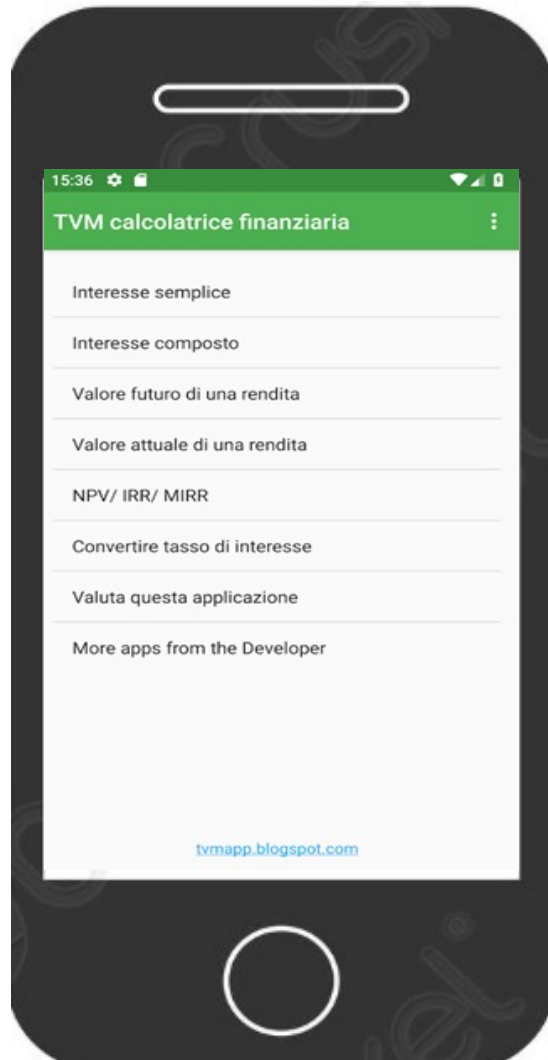 15:36
TVM calcolatrice finanziaria
Interesse semplice
Interesse composto
Valore futuro di una rendita
Valore attuale di una rendita
NPV/ IRR/ MIRR
Convertire tasso di interesse
Valuta questa applicazione
More apps from the Developer
tvmapp.blogspot.com